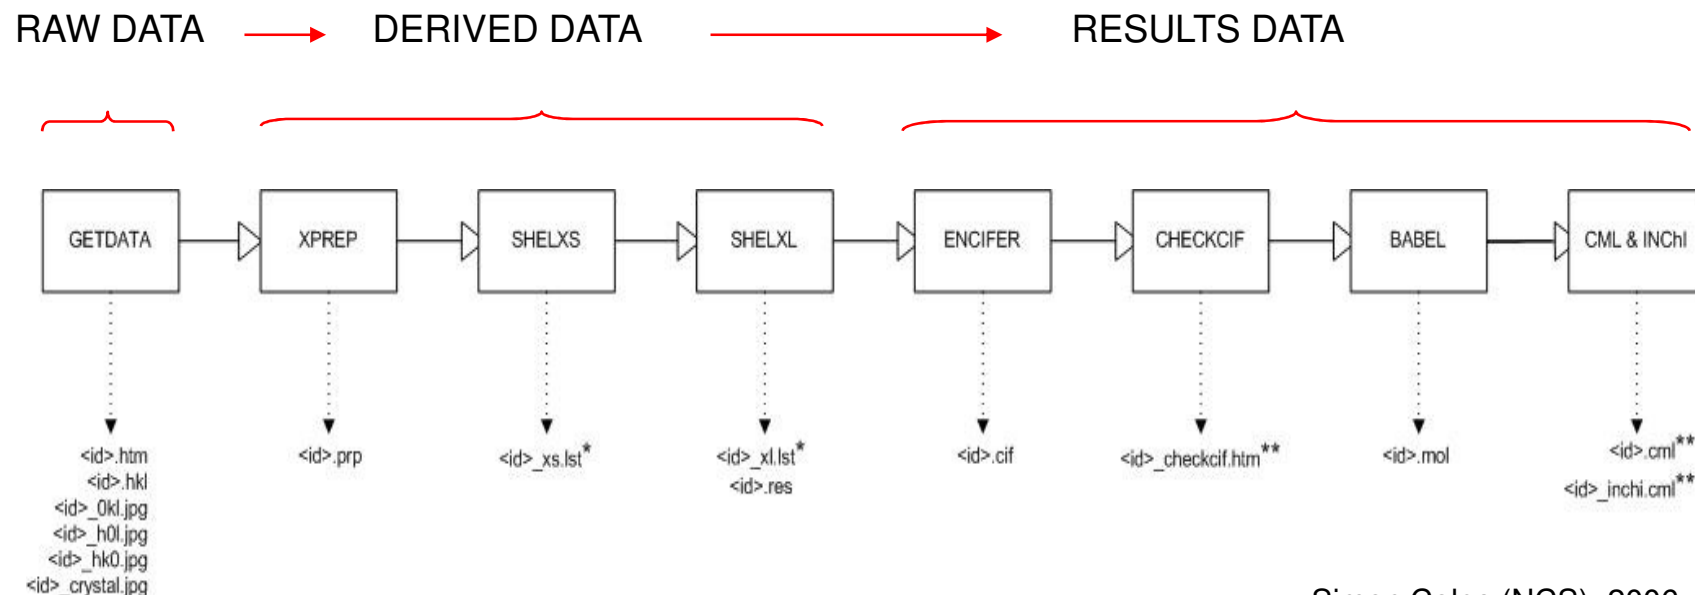 RAW DATA DERIVED DATA RESULTS DATA
GETDATA XPREP SHELXS SHELXL ENCIFER CHECKCIF BABEL CML & INChI
<id>.htm
<id>.hkl
<id>_0kl.jpg
<id>_h0l.jpg
<id>_hk0.jpg
<id>_crystal.jpg
<id>.prp
<id>_xs.lst*
<id>_xl.lst*
<id>.res
<id>.cif
<id>_checkcif.htm**
<id>.mol
<id>.cml**
<id>_inchi.cml**
(NCS) 2006